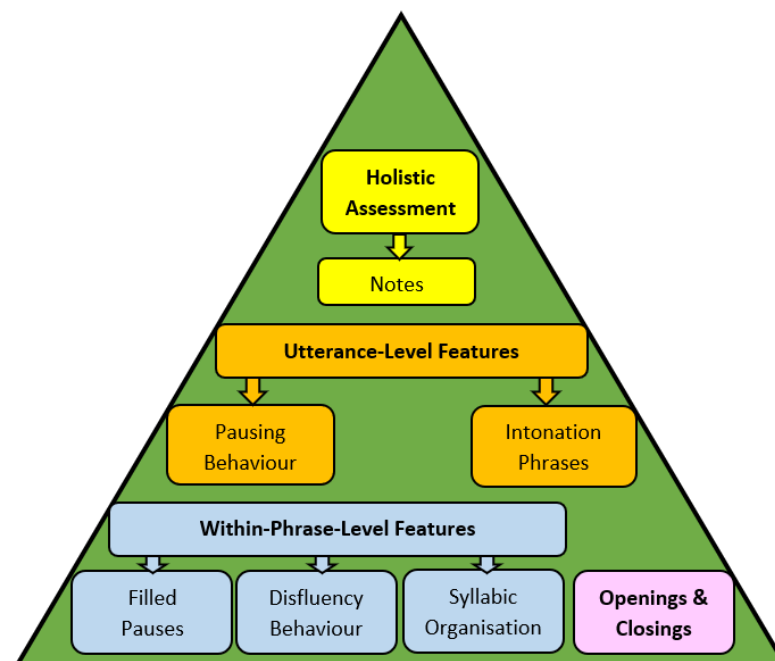 Holistic
Assessment
Notes
Utterance-Level Features
Pausing
Behaviour
Intonation
Phrases
Within-Phrase-Level Features
Filled
Pauses
Disfluency
Behaviour
Syllabic
Organisation
Openings &
Closings